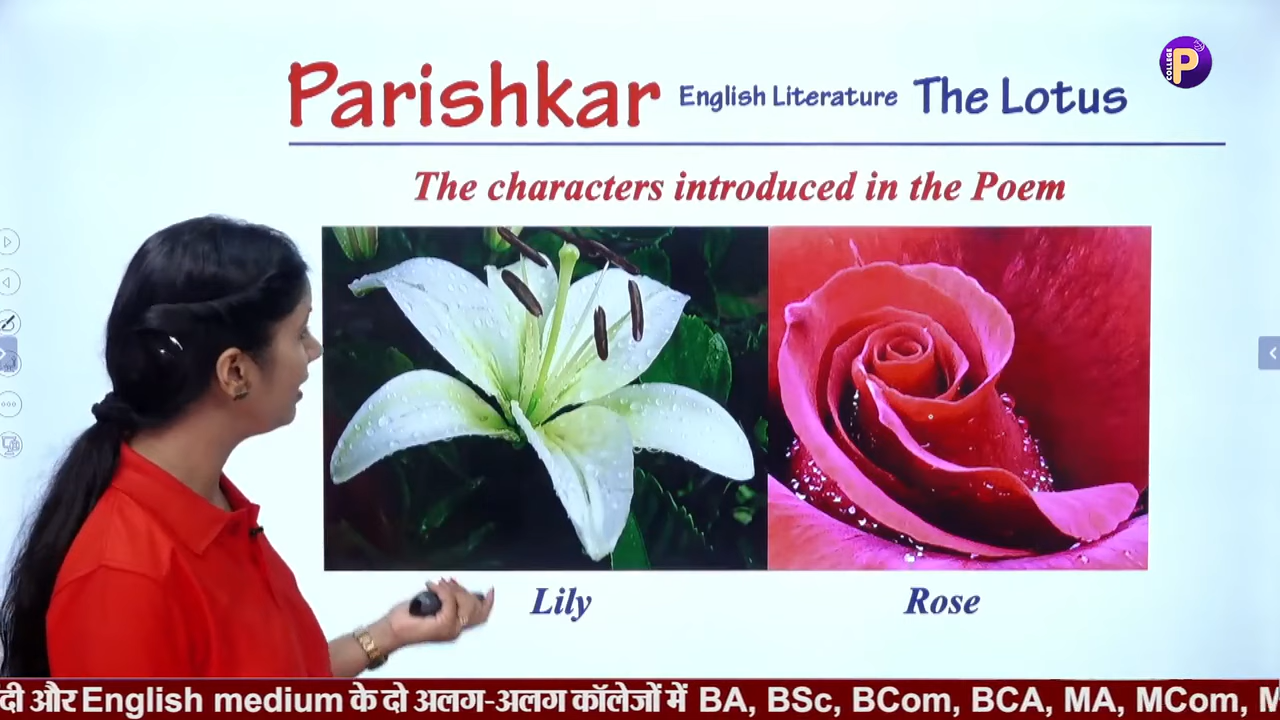 Parishkar English Literature The Lotus
COLLEGE P
The characters introduced in the Poem
Lily Rose
दी और English medium के दो अलग-अलग कॉलेजों में BA, BSc, BCom, BCA, MA, MCom, M